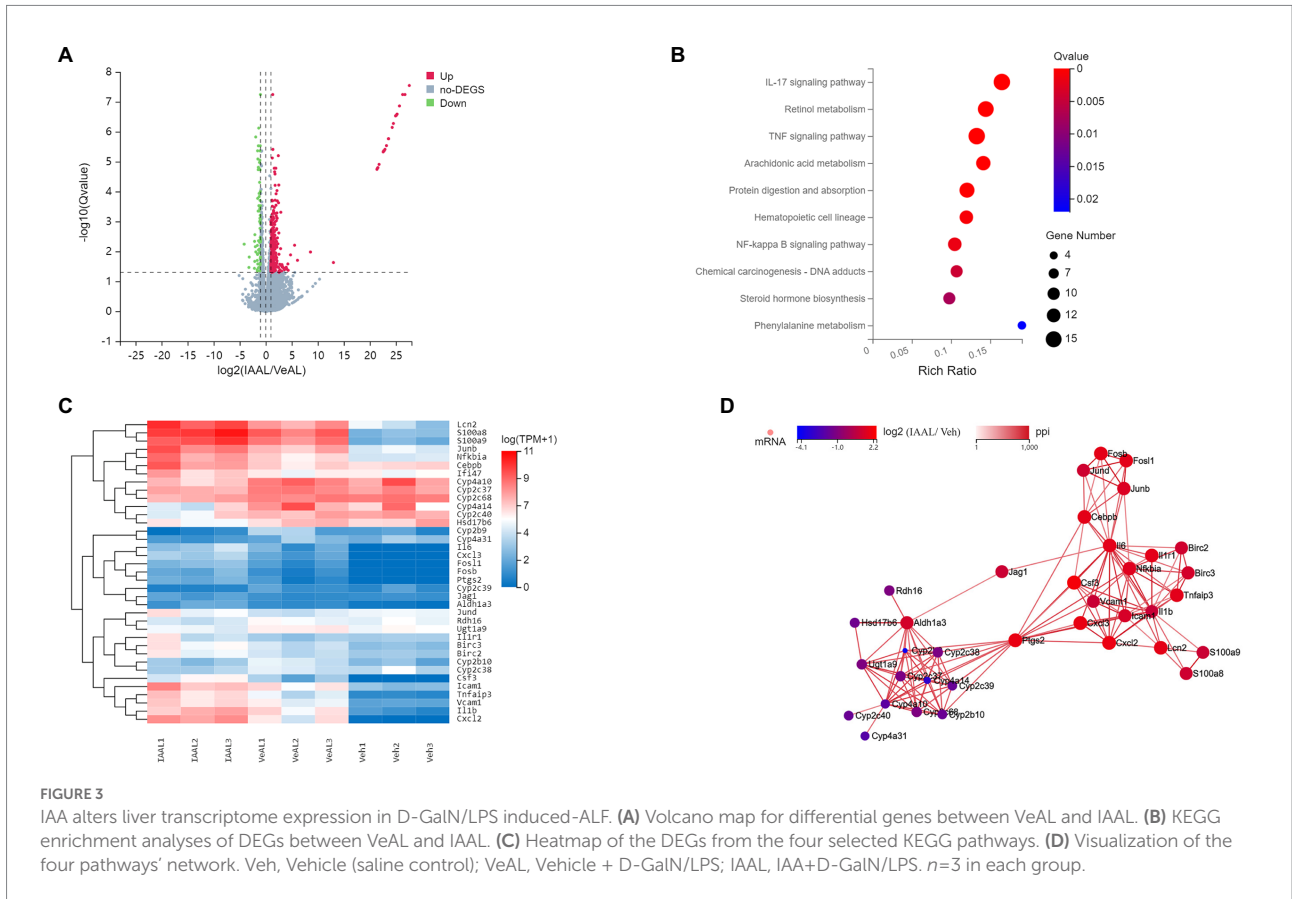 A
8
7
6
5
4
3
2
1
0
-1
-log10(Qvalue)
-25 -20 -15 -10 -5 0 5 10 15 20 25
log2(IAAL/VeAL)
Up
no-DEGS
Down
B
IL-17 signaling pathway
Retinol metabolism
TNF signaling pathway
Arachidonic acid metabolism
Protein digestion and absorption
Hematopoietic cell lineage
NF-kappa B signaling pathway
Chemical carcinogenesis - DNA adducts
Steroid hormone biosynthesis
Phenylalanine metabolism
0 0.05 0.1 0.15
Rich Ratio
Qvalue
0
0.005
0.01
0.015
0.02
Gene Number
4
7
10
12
15
C
Lcn2
S100a8
S100a9
Junb
Nfkbia
Cebpb
Ifi47
Cyp4a10
Cyp2c37
Cyp2c68
Cyp4a14
Cyp2c40
Hsd17b6
Cyp2b9
Cyp4a31
Il6
Cxcl3
Fosl1
Fosb
Ptgs2
Cyp2c39
Jag1
Aldh1a3
Jund
Rdh16
Ugt1a9
Il1r1
Birc3
Birc2
Cyp2b10
Cyp2c38
Csf3
Icam1
Tnfaip3
Vcam1
Il1b
Cxcl2
IAAL1 IAAL2 IAAL3 VeAL1 VeAL2 VeAL3 Veh1 Veh2 Veh3
log(TPM+1)
11
9
7
6
4
2
0
D
mRNA
-4.1 -1.0 2.2
log2 (IAAL/ Veh)
1 1,000
ppi
Fosb
Fosl1
Jund
Junb
Cebpb
Il6
Il1r1
Birc2
Nfkbia
Birc3
Jag1
Csf3
Tnfaip3
Vcam1
Icam1
Il1b
Rdh16
Hsd17b6
Aldh1a3
Cxcl3
Ptgs2
Cxcl2
Lcn2
S100a9
S100a8
Cyp2c38
Ugt1a9
Cyp2c37
Cyp4a14
Cyp2c39
Cyp4a10
Cyp2b10
Cyp2c40
Cyp4a31
FIGURE 3
IAA alters liver transcriptome expression in D-GalN/LPS induced-ALF. (A) Volcano map for differential genes between VeAL and IAAL. (B) KEGG
enrichment analyses of DEGs between VeAL and IAAL. (C) Heatmap of the DEGs from the four selected KEGG pathways. (D) Visualization of the
four pathways' network. Veh, Vehicle (saline control); VeAL, Vehicle + D-GalN/LPS; IAAL, IAA+D-GalN/LPS. n=3 in each group.